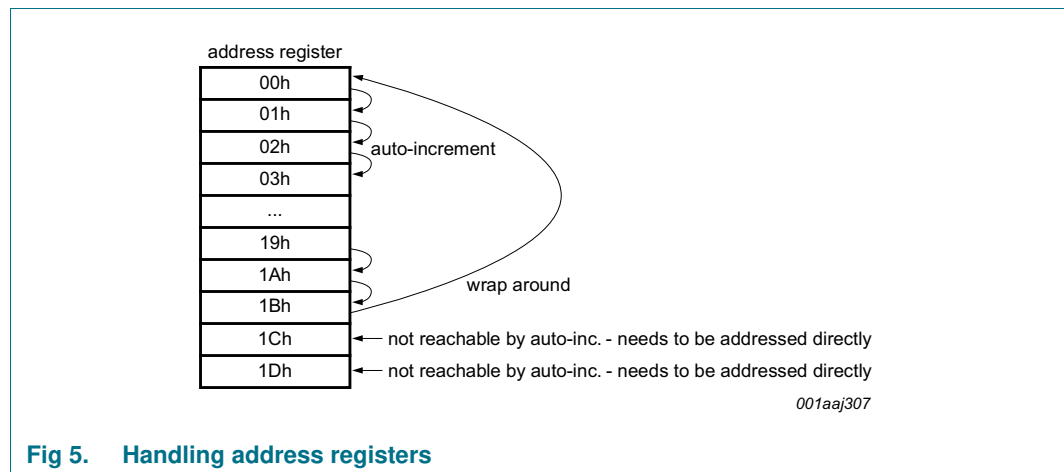 address register
00h
01h
02h
auto-increment
03h
...
19h
1Ah
wrap around
1Bh
1Ch
not reachable by auto-inc. - needs to be addressed directly
1Dh
not reachable by auto-inc. - needs to be addressed directly
001aaj307
Fig 5. Handling address registers